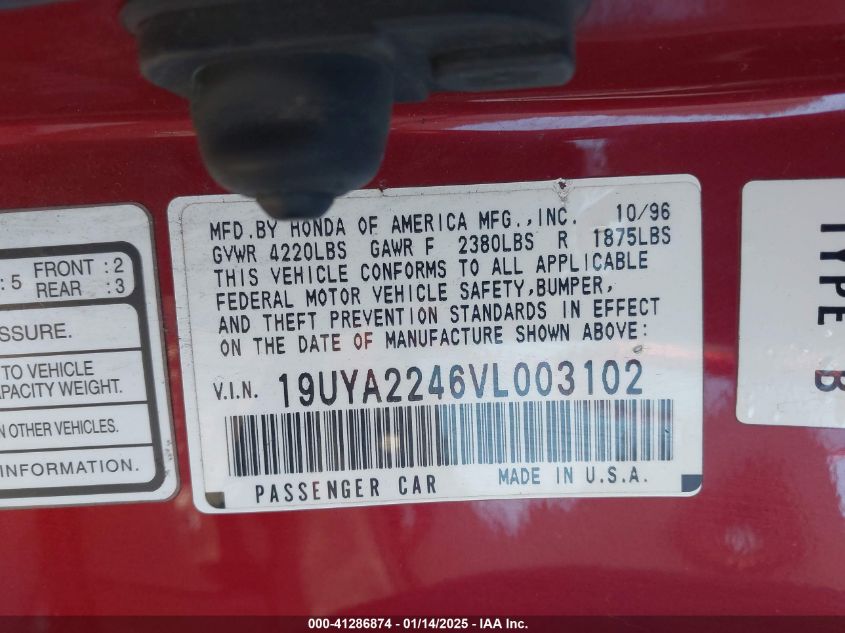 : 5 FRONT : 2
REAR : 3
SSURE.
TO VEHICLE
APACITY WEIGHT.
N OTHER VEHICLES.
INFORMATION.
MFD. BY HONDA OF AMERICA MFG., INC. 10/96
GVWR 4220LBS GAWR F 2380LBS R 1875LBS
THIS VEHICLE CONFORMS TO ALL APPLICABLE
FEDERAL MOTOR VEHICLE SAFETY, BUMPER,
AND THEFT PREVENTION STANDARDS IN EFFECT
ON THE DATE OF MANUFACTURE SHOWN ABOVE:
V.I.N. 19UYA2246VL003102
PASSENGER CAR MADE IN U.S.A.
TYPE B
000-41286874 - 01/14/2025 - IAA Inc.